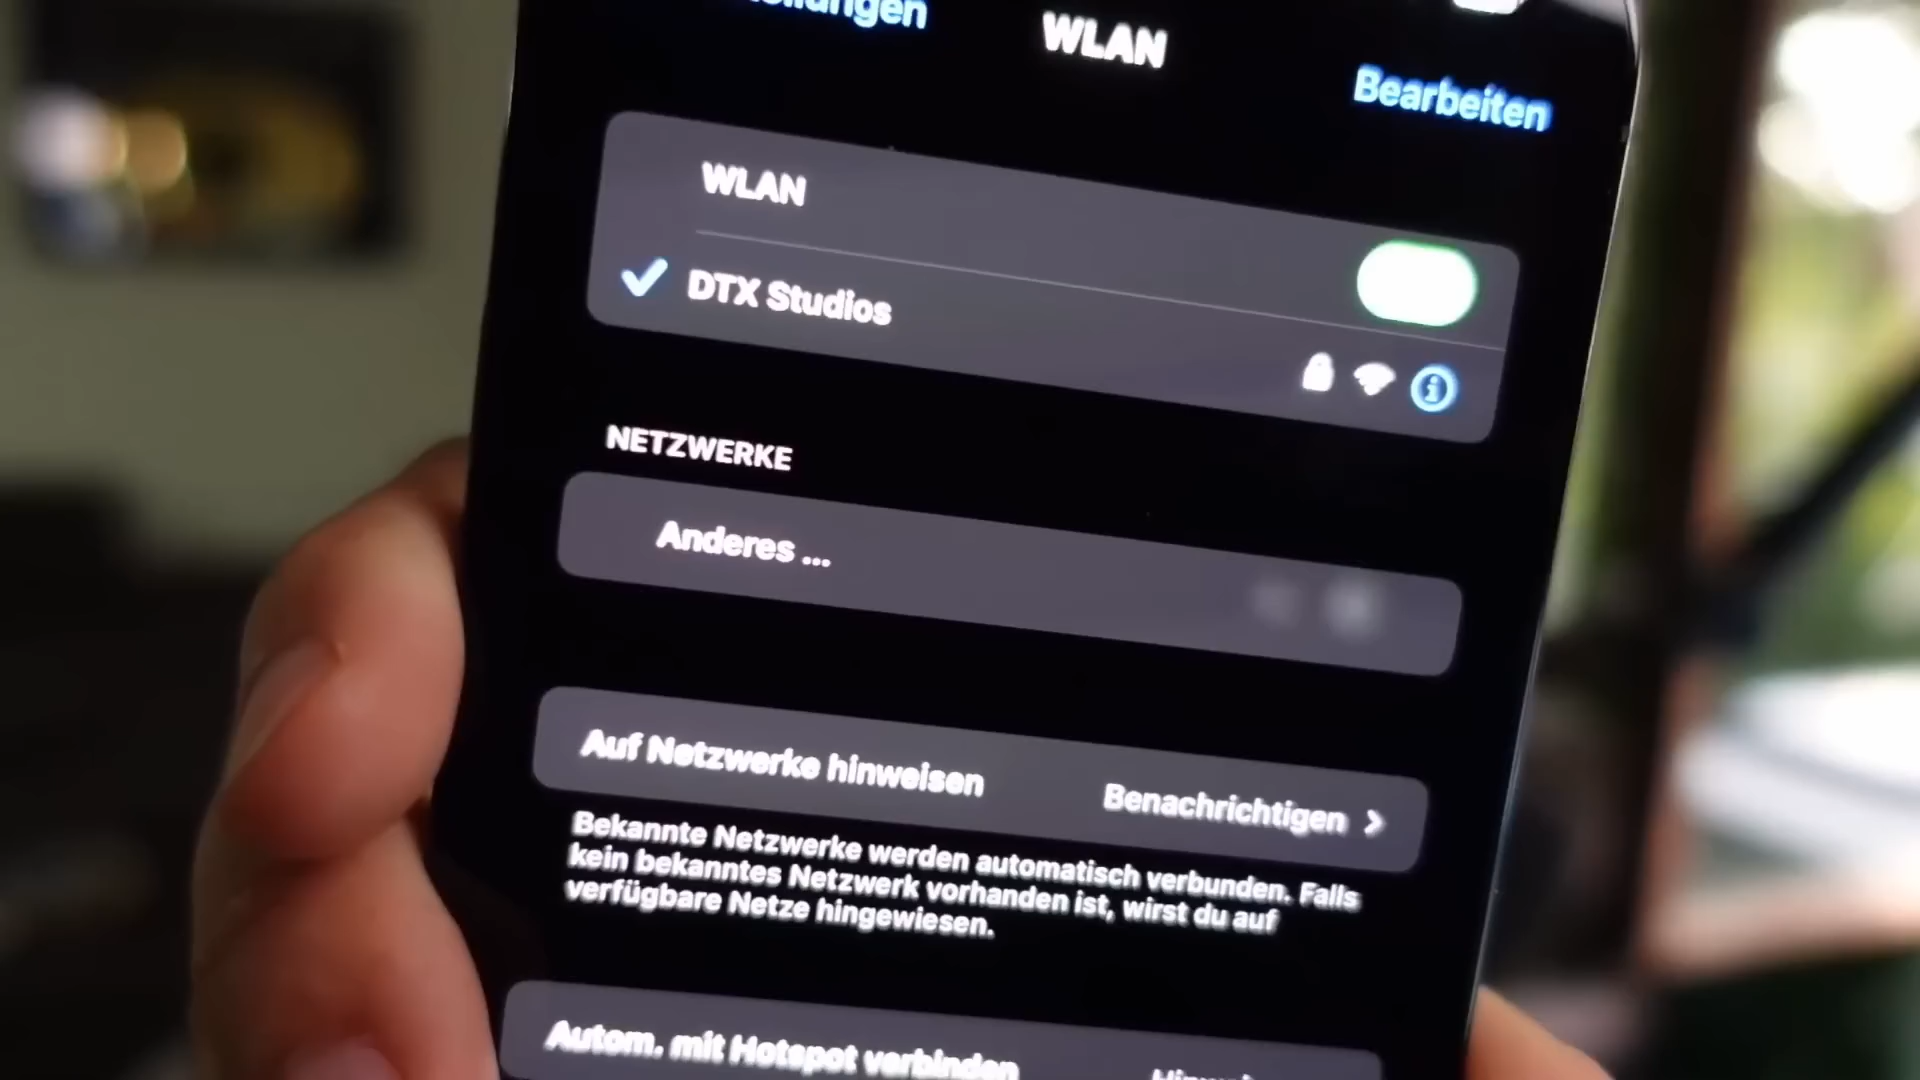 WLAN
Bearbeiten
WLAN
DTX Studios
NETZWERKE
Anderes ...
Auf Netzwerke hinweisen
Benachrichtigen
Bekannte Netzwerke werden automatisch verbunden. Falls
kein bekanntes Netzwerk vorhanden ist, wirst du auf
verfügbare Netze hingewiesen.
Autom. mit Hotspot verbinden